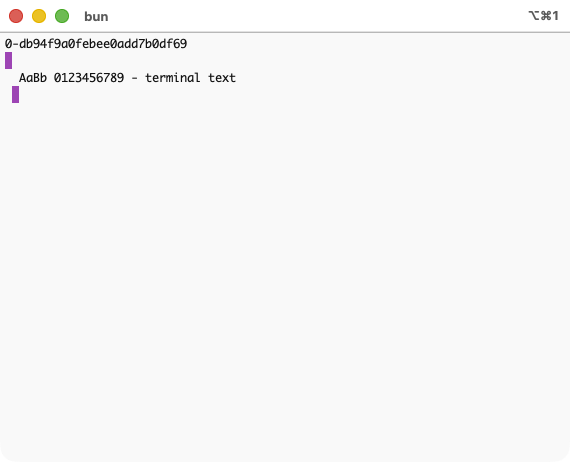 bun
⌥⌘1
0-db94f9a0febee0add7b0df69
AaBb 0123456789 - terminal text